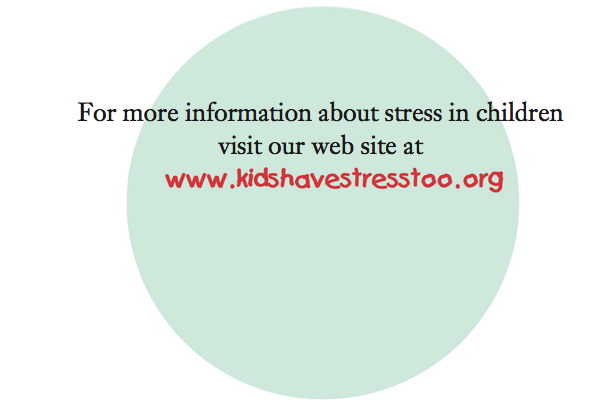 For more information about stress in children
visit our web site at
www.kidshavestresstoo.org